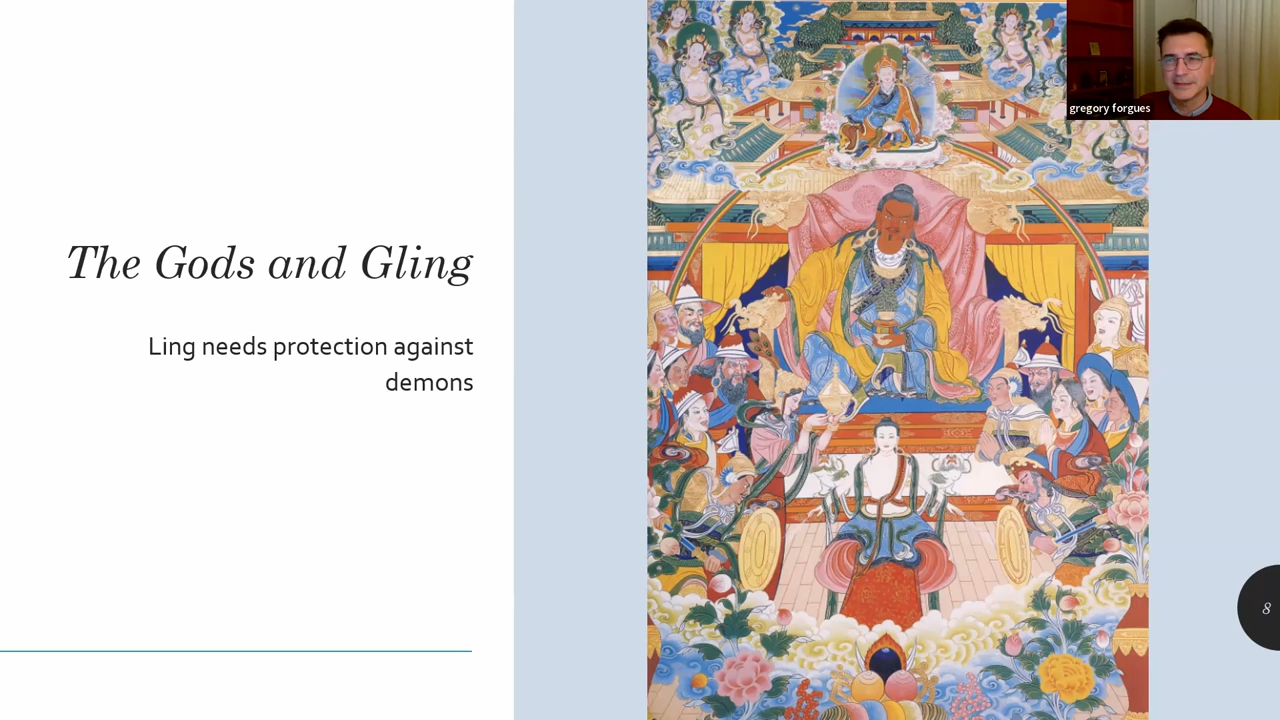 gregory forgues
The Gods and Gling
Ling needs protection against
demons
8